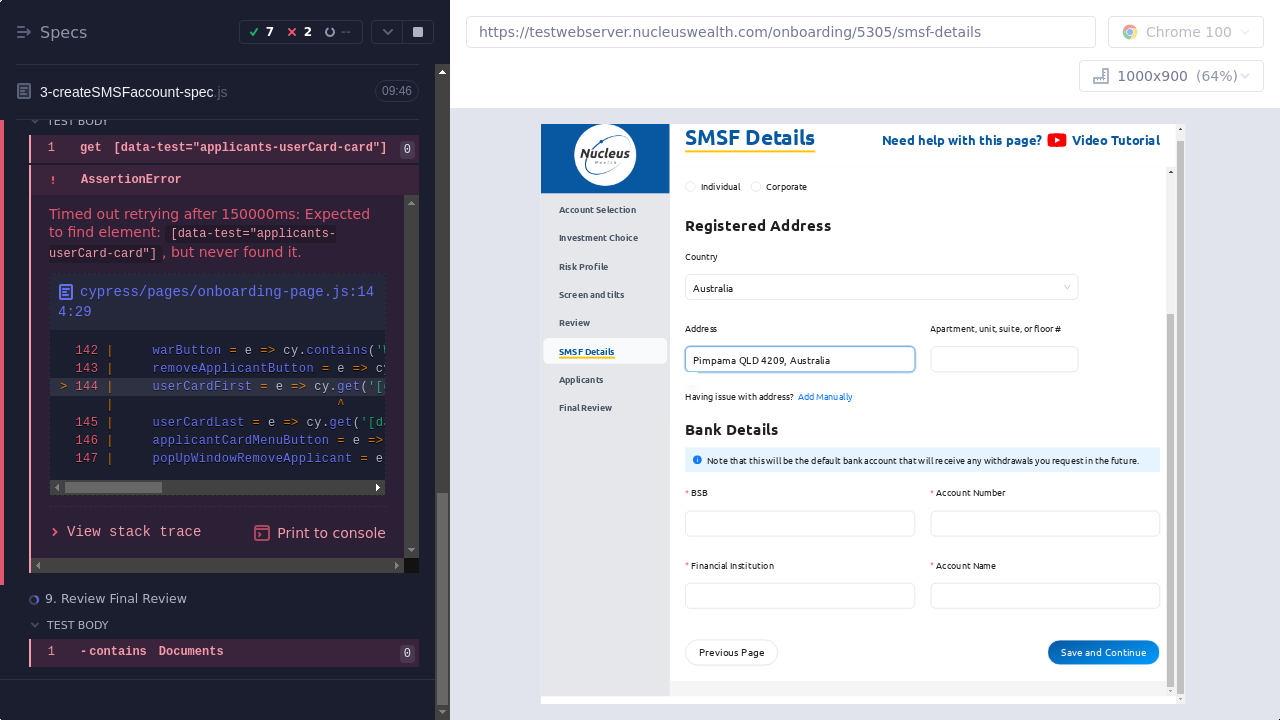 Specs
7 2 --
3-createSMSFaccount-spec.js
09:46
TEST BODY
1 get [data-test="applicants-userCard-card"] 0
! AssertionError
Timed out retrying after 150000ms: Expected
to find element: [data-test="applicants-
userCard-card"], but never found it.
cypress/pages/onboarding-page.js:14
4:29
142 | warButton = e => cy.contains('
143 | removeApplicantButton = e => c
> 144 | userCardFirst = e => cy.get('[
| ^
145 | userCardLast = e => cy.get('[d
146 | applicantCardMenuButton = e =>
147 | popUpWindowRemoveApplicant = e
View stack trace
Print to console
9. Review Final Review
TEST BODY
1 -contains Documents 0
https://testwebserver.nucleuswealth.com/onboarding/5305/smsf-details
Chrome 100
1000x900 (64%)
Nucleus
Wealth
Account Selection
Investment Choice
Risk Profile
Screen and tilts
Review
SMSF Details
Applicants
Final Review
SMSF Details
Need help with this page? Video Tutorial
Individual Corporate
Registered Address
Country
Australia
Address Apartment, unit, suite, or floor #
Pimpama QLD 4209, Australia
Having issue with address? Add Manually
Bank Details
Note that this will be the default bank account that will receive any withdrawals you request in the future.
* BSB * Account Number
* Financial Institution * Account Name
Previous Page Save and Continue